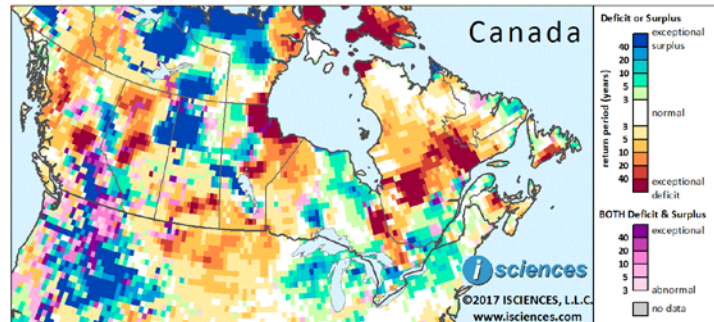 Canada
Deficit or Surplus
exceptional
surplus
40
20
10
5
3
normal
3
5
10
20
40
exceptional
deficit
return period (years)
BOTH Deficit & Surplus
exceptional
40
20
10
5
3
abnormal
no data
i sciences
©2017 ISCIENCES, L.L.C.
www.isciences.com